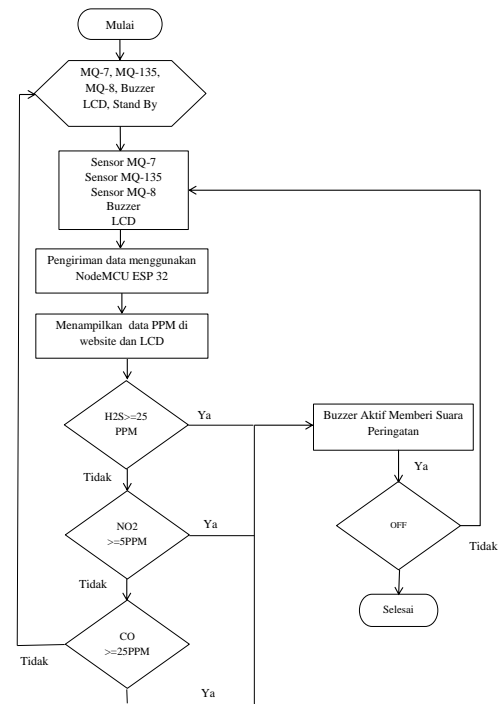 Mulai
MQ-7, MQ-135,
MQ-8, Buzzer
LCD, Stand By
Sensor MQ-7
Sensor MQ-135
Sensor MQ-8
Buzzer
LCD
Pengiriman data menggunakan
NodeMCU ESP 32
Menampilkan data PPM di
website dan LCD
H2S>=25
PPM
Ya
Tidak
NO2
>=5PPM
Ya
Tidak
CO
>=25PPM
Tidak
Ya
Buzzer Aktif Memberi Suara
Peringatan
Ya
OFF
Tidak
Selesai